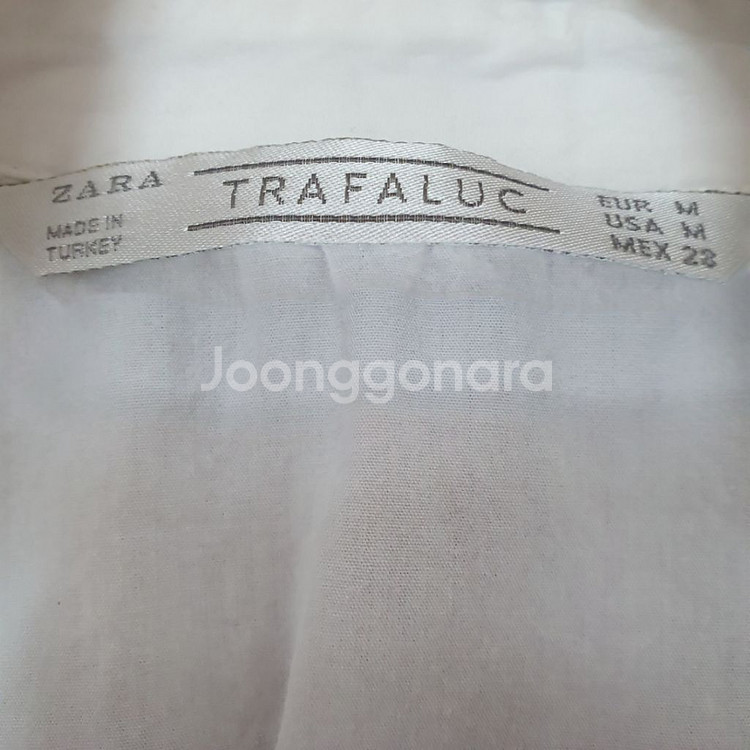 ZARA
MADE IN
TURKEY
TRAFALUC
EUR M
USA M
MEX 28
Joonggonara